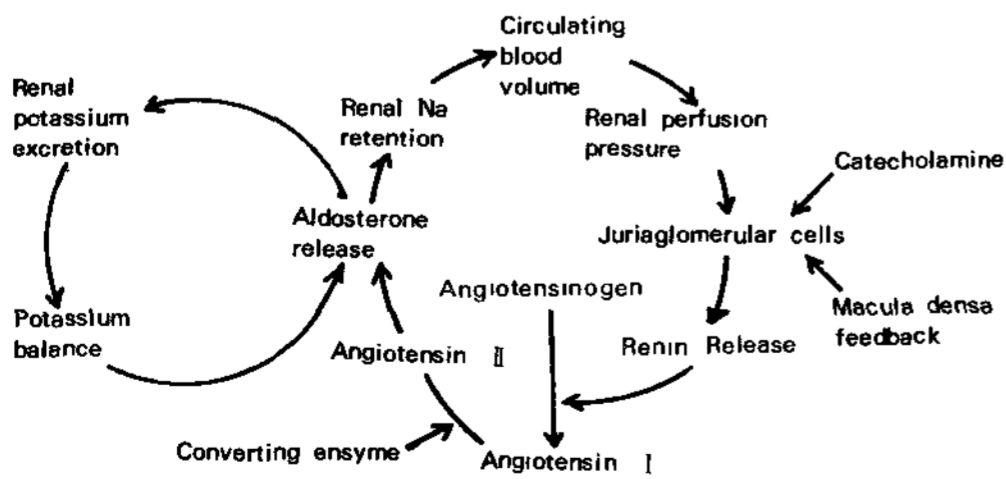 Circulating
blood
volume
Renal
potassium
excretion
Renal Na
retention
Renal perfusion
pressure
Catecholamine
Aldosterone
release
Juriaglomerular cells
Angiotensinogen
Macula densa
feedback
Potassium
balance
Angiotensin II
Renin Release
Converting ensyme
Angiotensin I